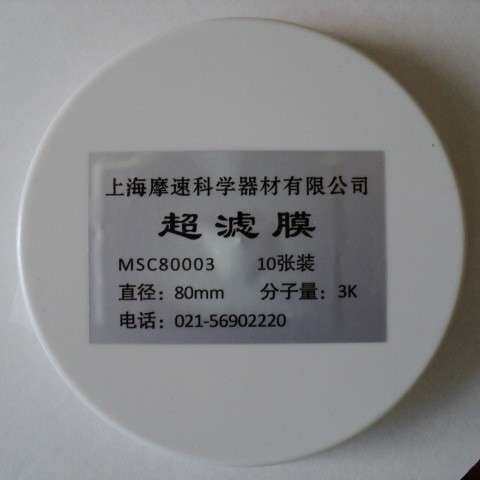 上海摩速科学器材有限公司
超滤膜
MSC80003 10张装
直径：80mm 分子量：3K
电话：021-56902220